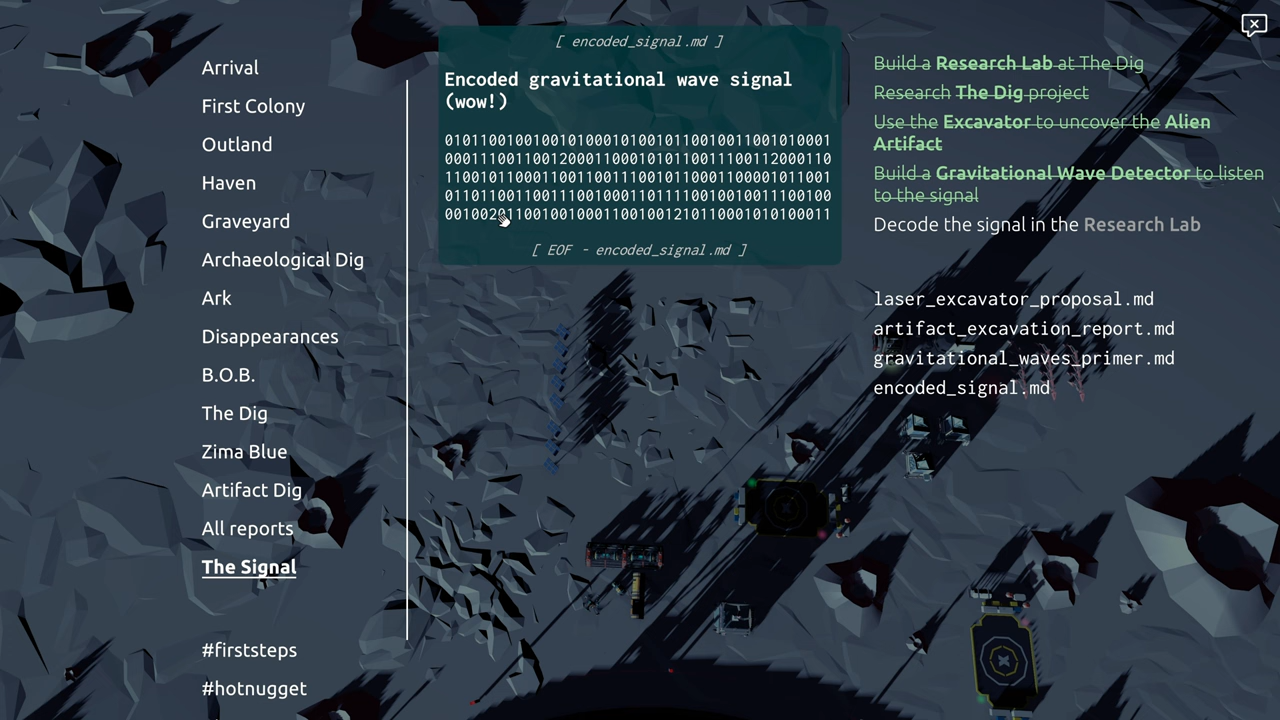 Arrival
First Colony
Outland
Haven
Graveyard
Archaeological Dig
Ark
Disappearances
B.O.B.
The Dig
Zima Blue
Artifact Dig
All reports
The Signal
#firststeps
#hotnugget
[ encoded_signal.md ]
Encoded gravitational wave signal
(wow!)
0101100100100101000101001011001001100101000 1
0001110011001200011000101011001110011200011 0
1100101100011001100111001011000110000101100 1
0110110011001110010001101111001001001110010 0
[ EOF - encoded_signal.md ]
Build a Research Lab at The Dig
Research The Dig project
Use the Excavator to uncover the Alien
Artifact
Build a Gravitational Wave Detector to listen
to the signal
Decode the signal in the Research Lab
laser_excavator_proposal.md
artifact_excavation_report.md
gravitational_waves_primer.md
encoded_signal.md